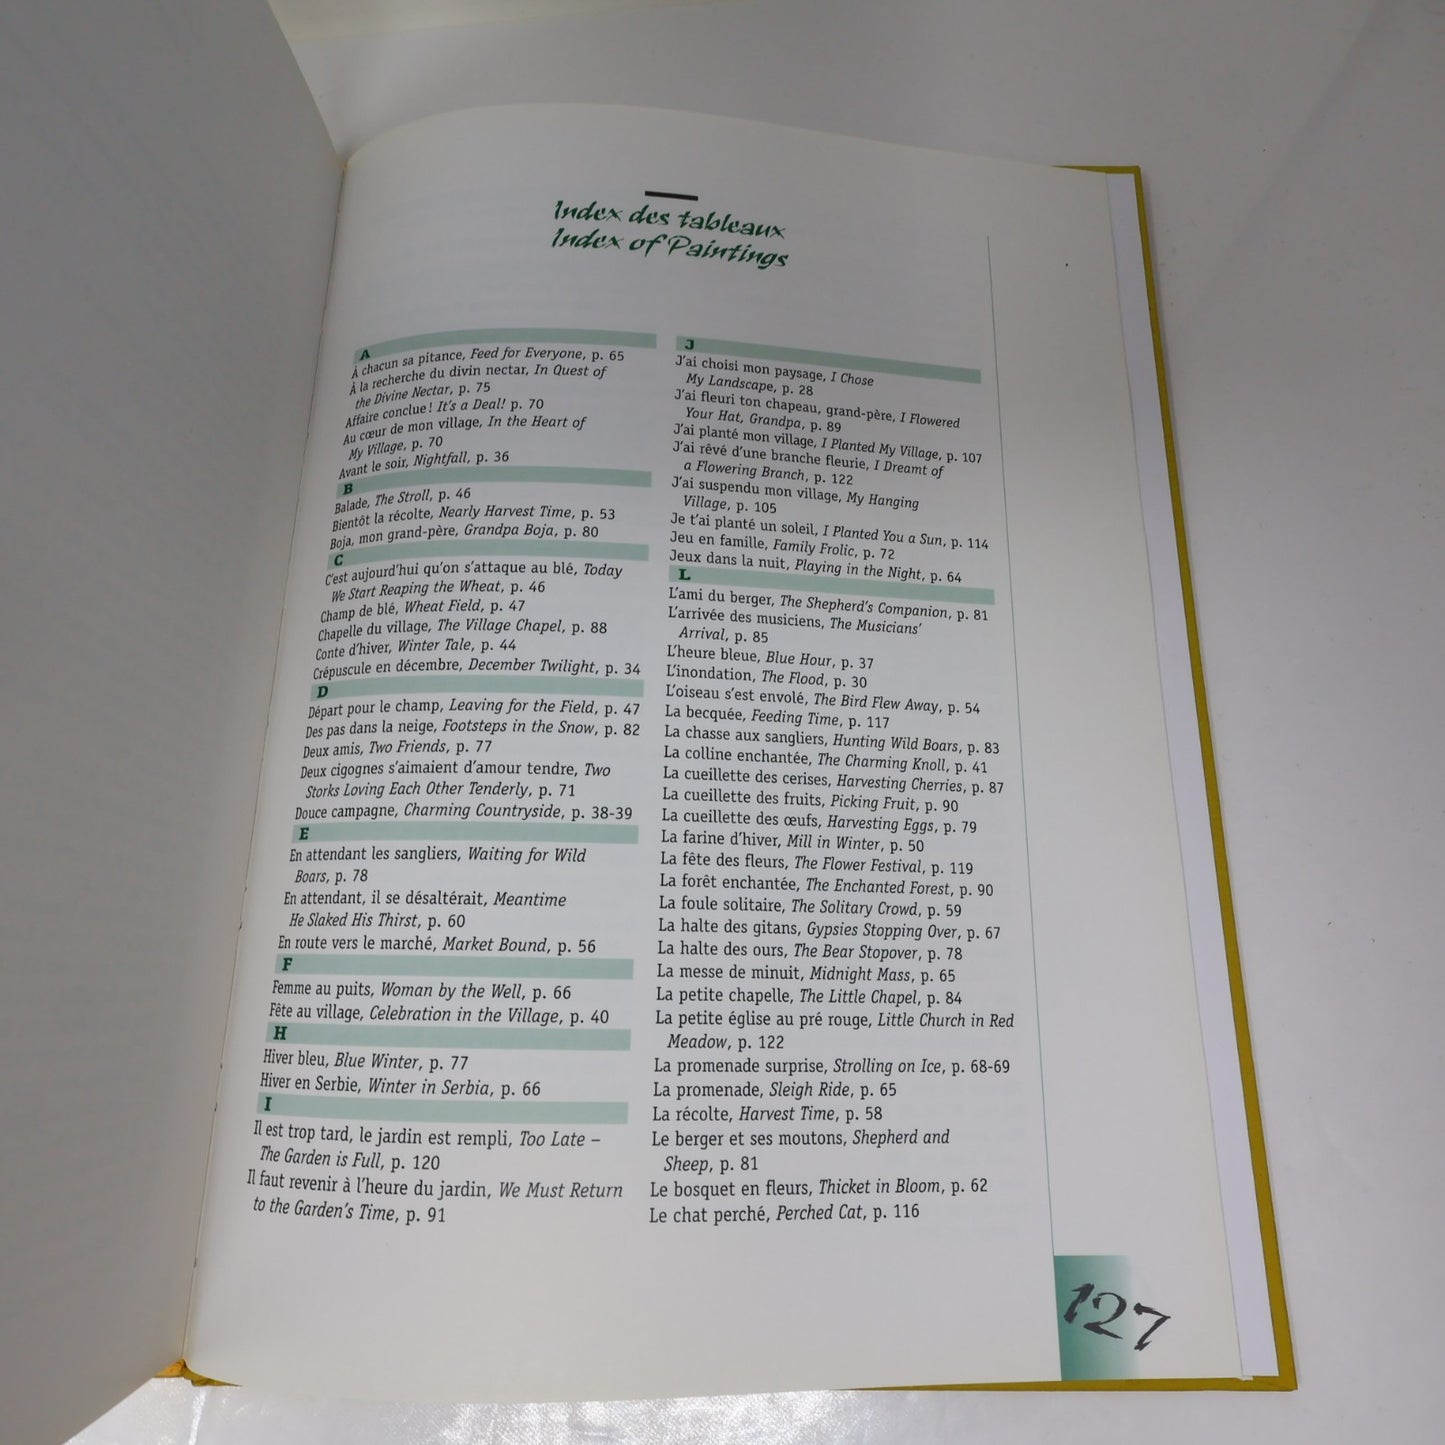 Index des tableaux
Index of Paintings
A
À chacun sa pitance, Feed for Everyone, p. 65
À la recherche du divin nectar, In Quest of
the Divine Nectar, p. 75
Affaire conclue! It's a Deal! p. 70
Au cœur de mon village, In the Heart of
My Village, p. 70
Avant le soir, Nightfall, p. 36
B
Balade, The Stroll, p. 46
Bientôt la récolte, Nearly Harvest Time, p. 53
Boja, mon grand-père, Grandpa Boja, p. 80
C
C'est aujourd'hui qu'on s'attaque au blé, Today
We Start Reaping the Wheat, p. 46
Champ de blé, Wheat Field, p. 47
Chapelle du village, The Village Chapel, p. 88
Conte d'hiver, Winter Tale, p. 44
Crépuscule en décembre, December Twilight, p. 34
D
Départ pour le champ, Leaving for the Field, p. 47
Des pas dans la neige, Footsteps in the Snow, p. 82
Deux amis, Two Friends, p. 77
Deux cigognes s'aimaient d'amour tendre, Two
Storks Loving Each Other Tenderly, p. 71
Douce campagne, Charming Countryside, p. 38-39
E
En attendant les sangliers, Waiting for Wild
Boars, p. 78
En attendant, il se désaltérait, Meantime
He Slaked His Thirst, p. 60
En route vers le marché, Market Bound, p. 56
F
Femme au puits, Woman by the Well, p. 66
Fête au village, Celebration in the Village, p. 40
H
Hiver bleu, Blue Winter, p. 77
Hiver en Serbie, Winter in Serbia, p. 66
I
Il est trop tard, le jardin est rempli, Too Late –
The Garden is Full, p. 120
Il faut revenir à l'heure du jardin, We Must Return
to the Garden's Time, p. 91
J
J'ai choisi mon paysage, I Chose
My Landscape, p. 28
J'ai fleuri ton chapeau, grand-père, I Flowered
Your Hat, Grandpa, p. 89
J'ai planté mon village, I Planted My Village, p. 107
J'ai rêvé d'une branche fleurie, I Dreamt of
a Flowering Branch, p. 122
J'ai suspendu mon village, My Hanging
Village, p. 105
Je t'ai planté un soleil, I Planted You a Sun, p. 114
Jeu en famille, Family Frolic, p. 72
Jeux dans la nuit, Playing in the Night, p. 64
L
L'ami du berger, The Shepherd's Companion, p. 81
L'arrivée des musiciens, The Musicians'
Arrival, p. 85
L'heure bleue, Blue Hour, p. 37
L'inondation, The Flood, p. 30
L'oiseau s'est envolé, The Bird Flew Away, p. 54
La becquée, Feeding Time, p. 117
La chasse aux sangliers, Hunting Wild Boars, p. 83
La colline enchantée, The Charming Knoll, p. 41
La cueillette des cerises, Harvesting Cherries, p. 87
La cueillette des fruits, Picking Fruit, p. 90
La cueillette des œufs, Harvesting Eggs, p. 79
La farine d'hiver, Mill in Winter, p. 50
La fête des fleurs, The Flower Festival, p. 119
La forêt enchantée, The Enchanted Forest, p. 90
La foule solitaire, The Solitary Crowd, p. 59
La halte des gitans, Gypsies Stopping Over, p. 67
La halte des ours, The Bear Stopover, p. 78
La messe de minuit, Midnight Mass, p. 65
La petite chapelle, The Little Chapel, p. 84
La petite église au pré rouge, Little Church in Red
Meadow, p. 122
La promenade surprise, Strolling on Ice, p. 68-69
La promenade, Sleigh Ride, p. 65
La récolte, Harvest Time, p. 58
Le berger et ses moutons, Shepherd and
Sheep, p. 81
Le bosquet en fleurs, Thicket in Bloom, p. 62
Le chat perché, Perched Cat, p. 116
127